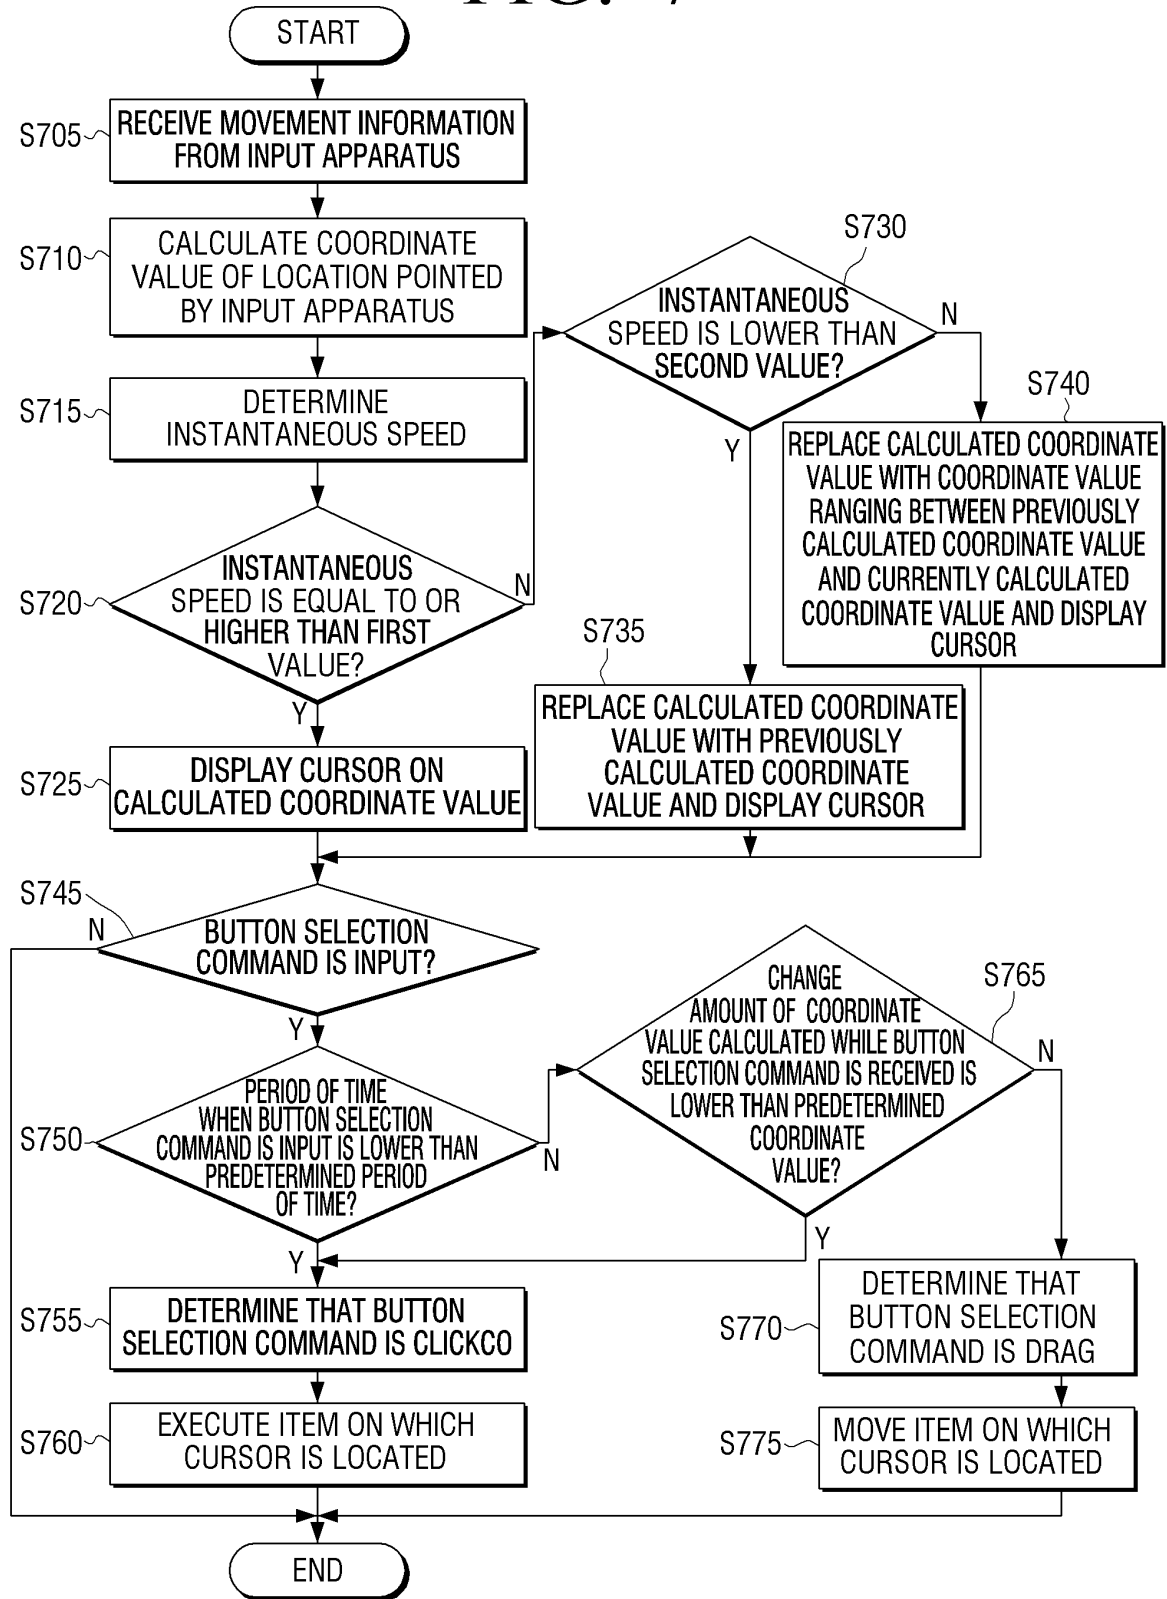 FIG. 7
START
S705
RECEIVE MOVEMENT INFORMATION
FROM INPUT APPARATUS
S710
CALCULATE COORDINATE
VALUE OF LOCATION POINTED
BY INPUT APPARATUS
S715
DETERMINE
INSTANTANEOUS SPEED
S720
INSTANTANEOUS
SPEED IS EQUAL TO OR
HIGHER THAN FIRST
VALUE?
N
Y
S725
DISPLAY CURSOR ON
CALCULATED COORDINATE VALUE
S730
INSTANTANEOUS
SPEED IS LOWER THAN
SECOND VALUE?
N
Y
S740
REPLACE CALCULATED COORDINATE
VALUE WITH COORDINATE VALUE
RANGING BETWEEN PREVIOUSLY
CALCULATED COORDINATE VALUE
AND CURRENTLY CALCULATED
COORDINATE VALUE AND DISPLAY
CURSOR
S735
REPLACE CALCULATED COORDINATE
VALUE WITH PREVIOUSLY
CALCULATED COORDINATE
VALUE AND DISPLAY CURSOR
S745
N
BUTTON SELECTION
COMMAND IS INPUT?
Y
S750
PERIOD OF TIME
WHEN BUTTON SELECTION
COMMAND IS INPUT IS LOWER THAN
PREDETERMINED PERIOD
OF TIME?
N
Y
S765
CHANGE
AMOUNT OF COORDINATE
VALUE CALCULATED WHILE BUTTON
SELECTION COMMAND IS RECEIVED IS
LOWER THAN PREDETERMINED
COORDINATE
VALUE?
N
Y
S755
DETERMINE THAT BUTTON
SELECTION COMMAND IS CLICKCO
S760
EXECUTE ITEM ON WHICH
CURSOR IS LOCATED
S770
DETERMINE THAT
BUTTON SELECTION
COMMAND IS DRAG
S775
MOVE ITEM ON WHICH
CURSOR IS LOCATED
END